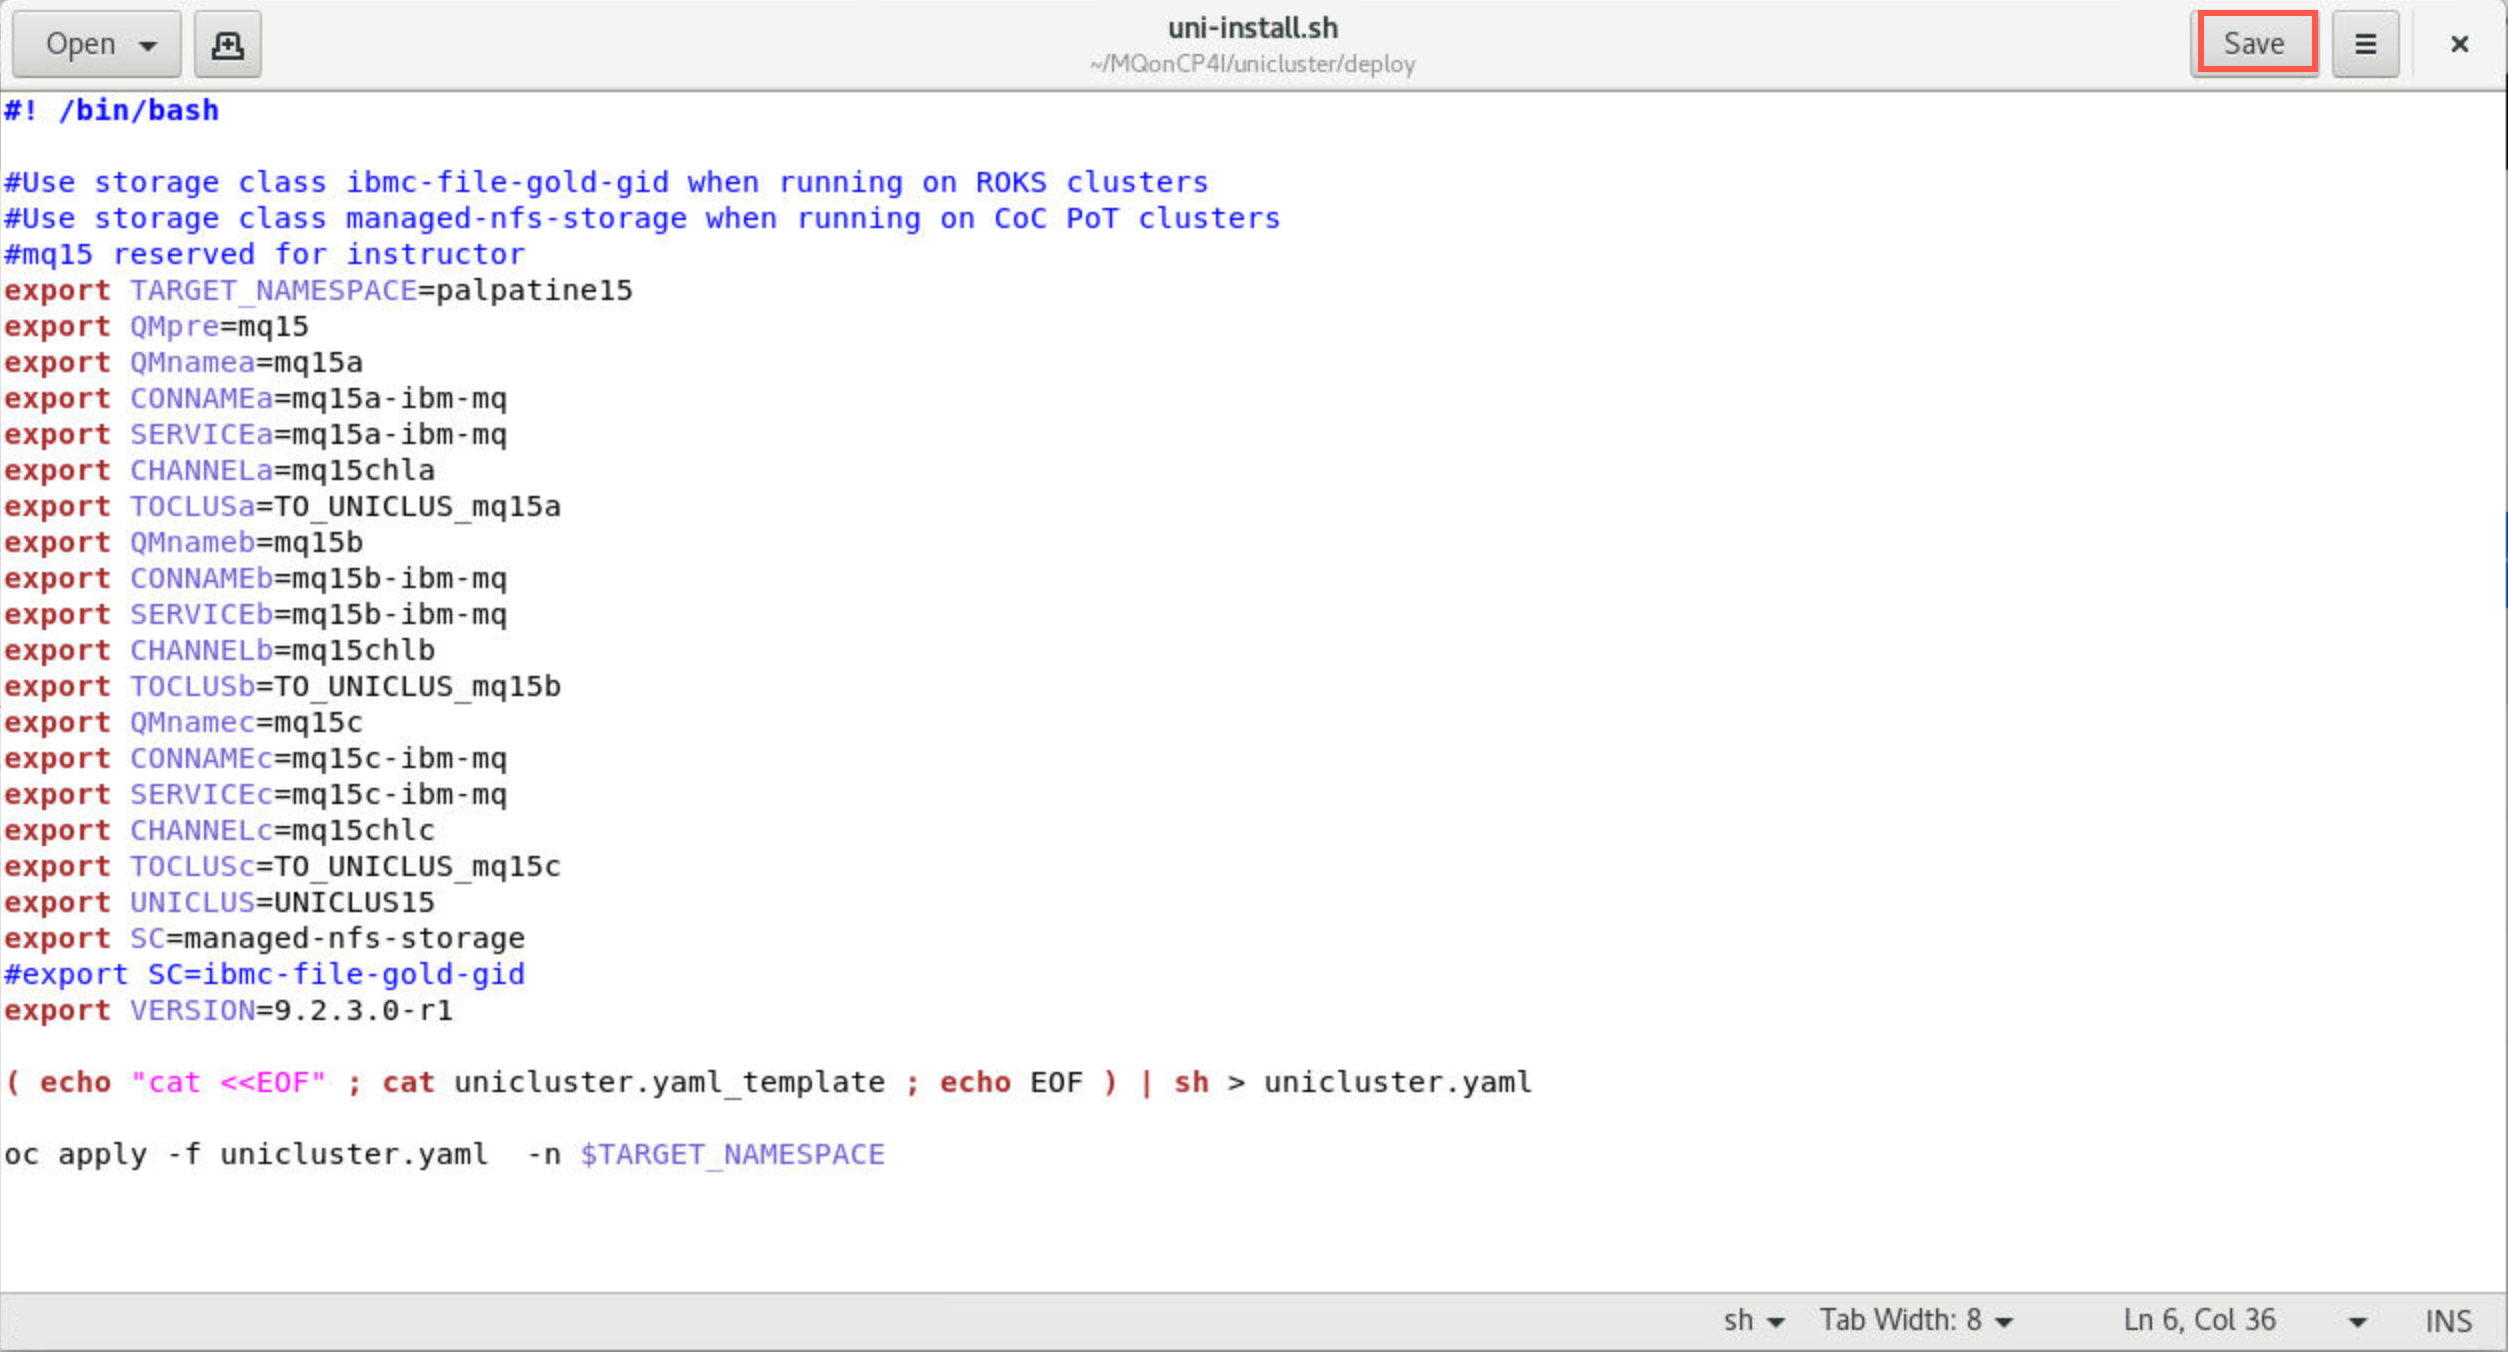 Open
uni-install.sh
~/MQonCP4I/unicluster/deploy
Save
#! /bin/bash
#Use storage class ibmc-file-gold-gid when running on ROKS clusters
#Use storage class managed-nfs-storage when running on CoC PoT clusters
#mq15 reserved for instructor
export TARGET_NAMESPACE=palpatine15
export QMpre=mq15
export QMnamea=mq15a
export CONNAMEa=mq15a-ibm-mq
export SERVICEa=mq15a-ibm-mq
export CHANNELa=mq15chla
export TOCLUSa=TO_UNICLUS_mq15a
export QMnameb=mq15b
export CONNAMEb=mq15b-ibm-mq
export SERVICEb=mq15b-ibm-mq
export CHANNELb=mq15chlb
export TOCLUSb=TO_UNICLUS_mq15b
export QMnamec=mq15c
export CONNAMEc=mq15c-ibm-mq
export SERVICEc=mq15c-ibm-mq
export CHANNELc=mq15chlc
export TOCLUSc=TO_UNICLUS_mq15c
export UNICLUS=UNICLUS15
export SC=managed-nfs-storage
#export SC=ibmc-file-gold-gid
export VERSION=9.2.3.0-r1
( echo "cat <<EOF" ; cat unicluster.yaml_template ; echo EOF ) | sh > unicluster.yaml
oc apply -f unicluster.yaml  -n $TARGET_NAMESPACE
sh
Tab Width: 8
Ln 6, Col 36
INS